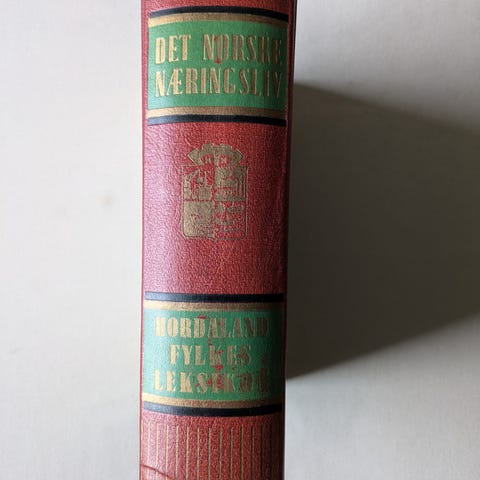 DET NORSKE
NÆRINGSLIV
HORDALAND
FYLKES
LEKSIKON